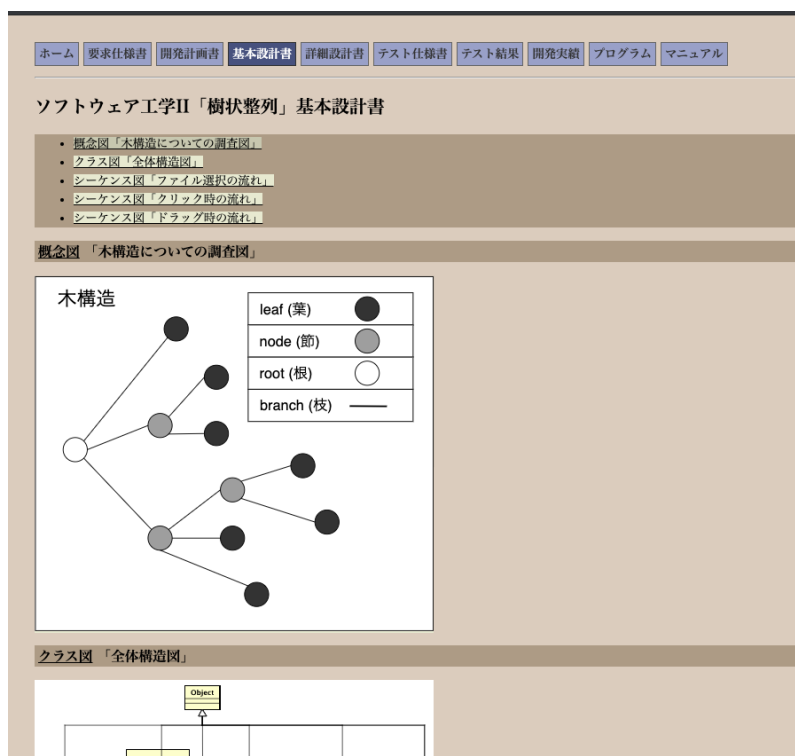 ホーム 要求仕様書 開発計画書 基本設計書 詳細設計書 テスト仕様書 テスト結果 開発実績 プログラム マニュアル
ソフトウェア工学II「樹状整列」基本設計書
概念図「木構造についての調査図」
クラス図「全体構造図」
シーケンス図「ファイル選択の流れ」
シーケンス図「クリック時の流れ」
シーケンス図「ドラッグ時の流れ」
概念図 「木構造についての調査図」
木構造
leaf (葉)
node (節)
root (根)
branch (枝)
クラス図 「全体構造図」
Object